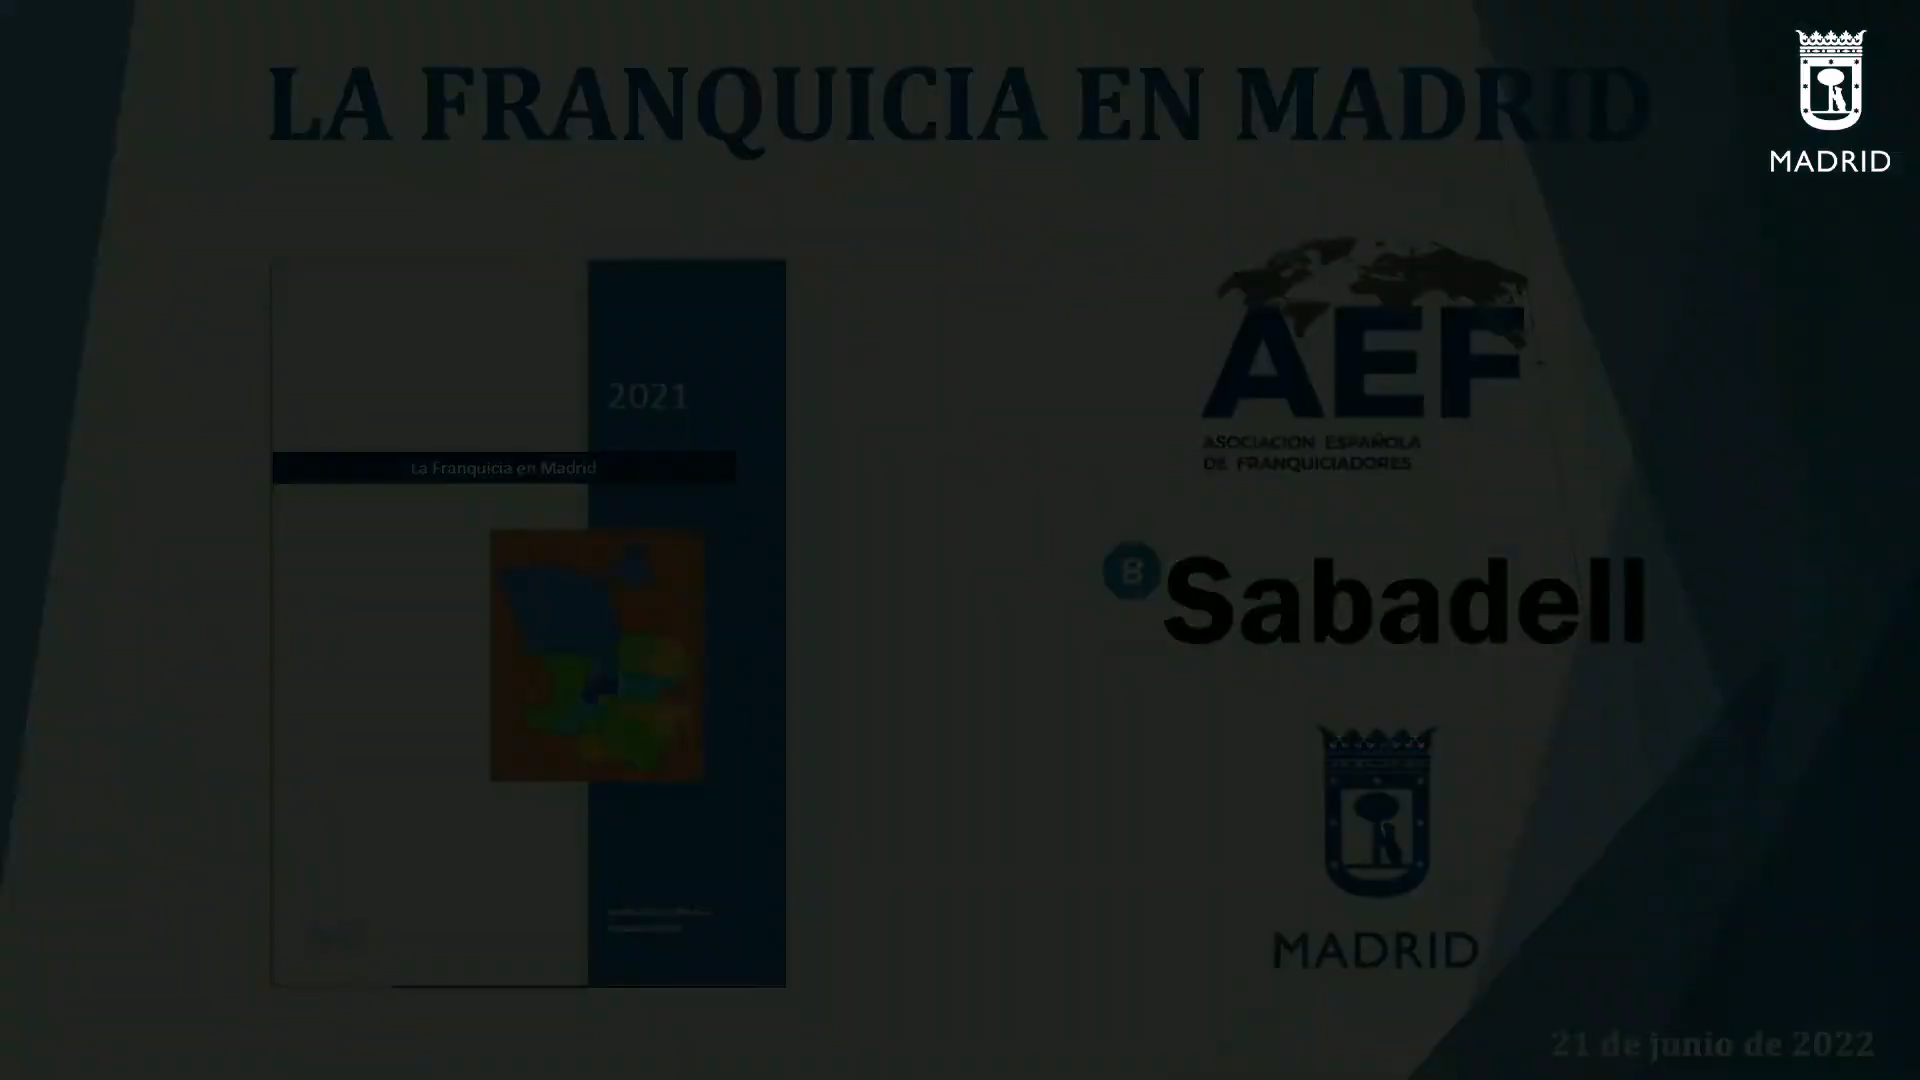 LA FRANQUICIA EN MADRID
MADRID
2021
La Franquicia en Madrid
AEF
ASOCIACION ESPAÑOLA
DE FRANQUICIADORES
B Sabadell
MADRID
21 de junio de 2022